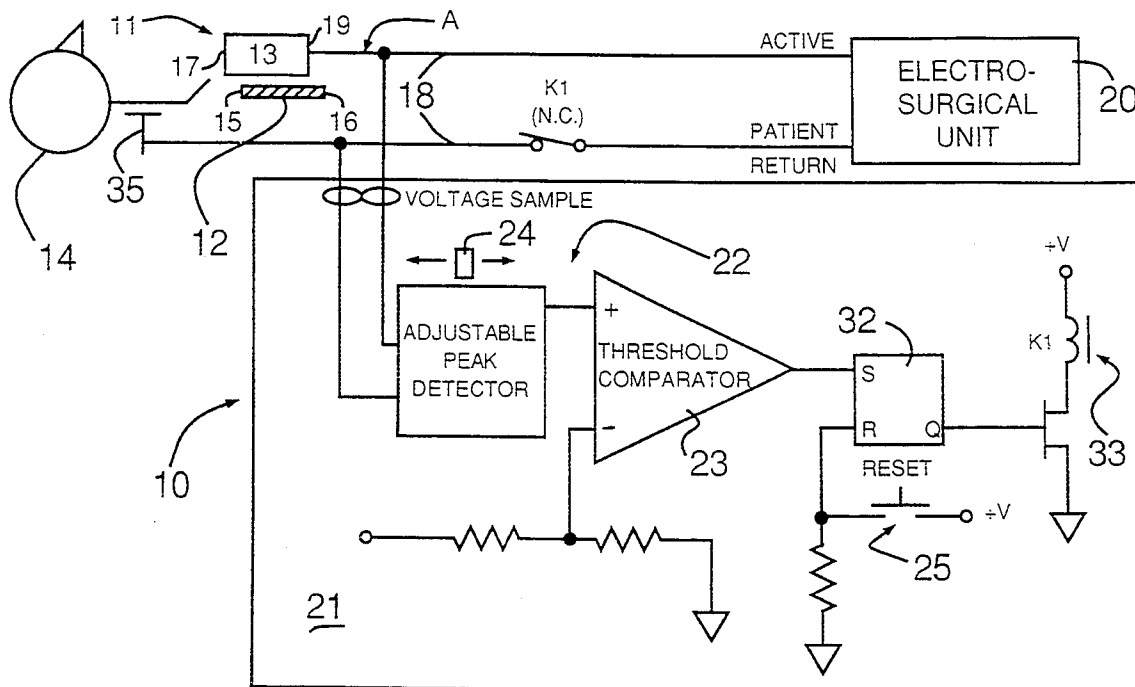 11
17
13
19
A
18
ACTIVE
ELECTRO-
SURGICAL
UNIT
20
15
16
K1
(N.C.)
PATIENT
RETURN
35
14
12
VOLTAGE SAMPLE
24
22
÷V
ADJUSTABLE
PEAK
DETECTOR
+
THRESHOLD
COMPARATOR
−
23
32
S
R
Q
K1
33
10
RESET
÷V
25
21